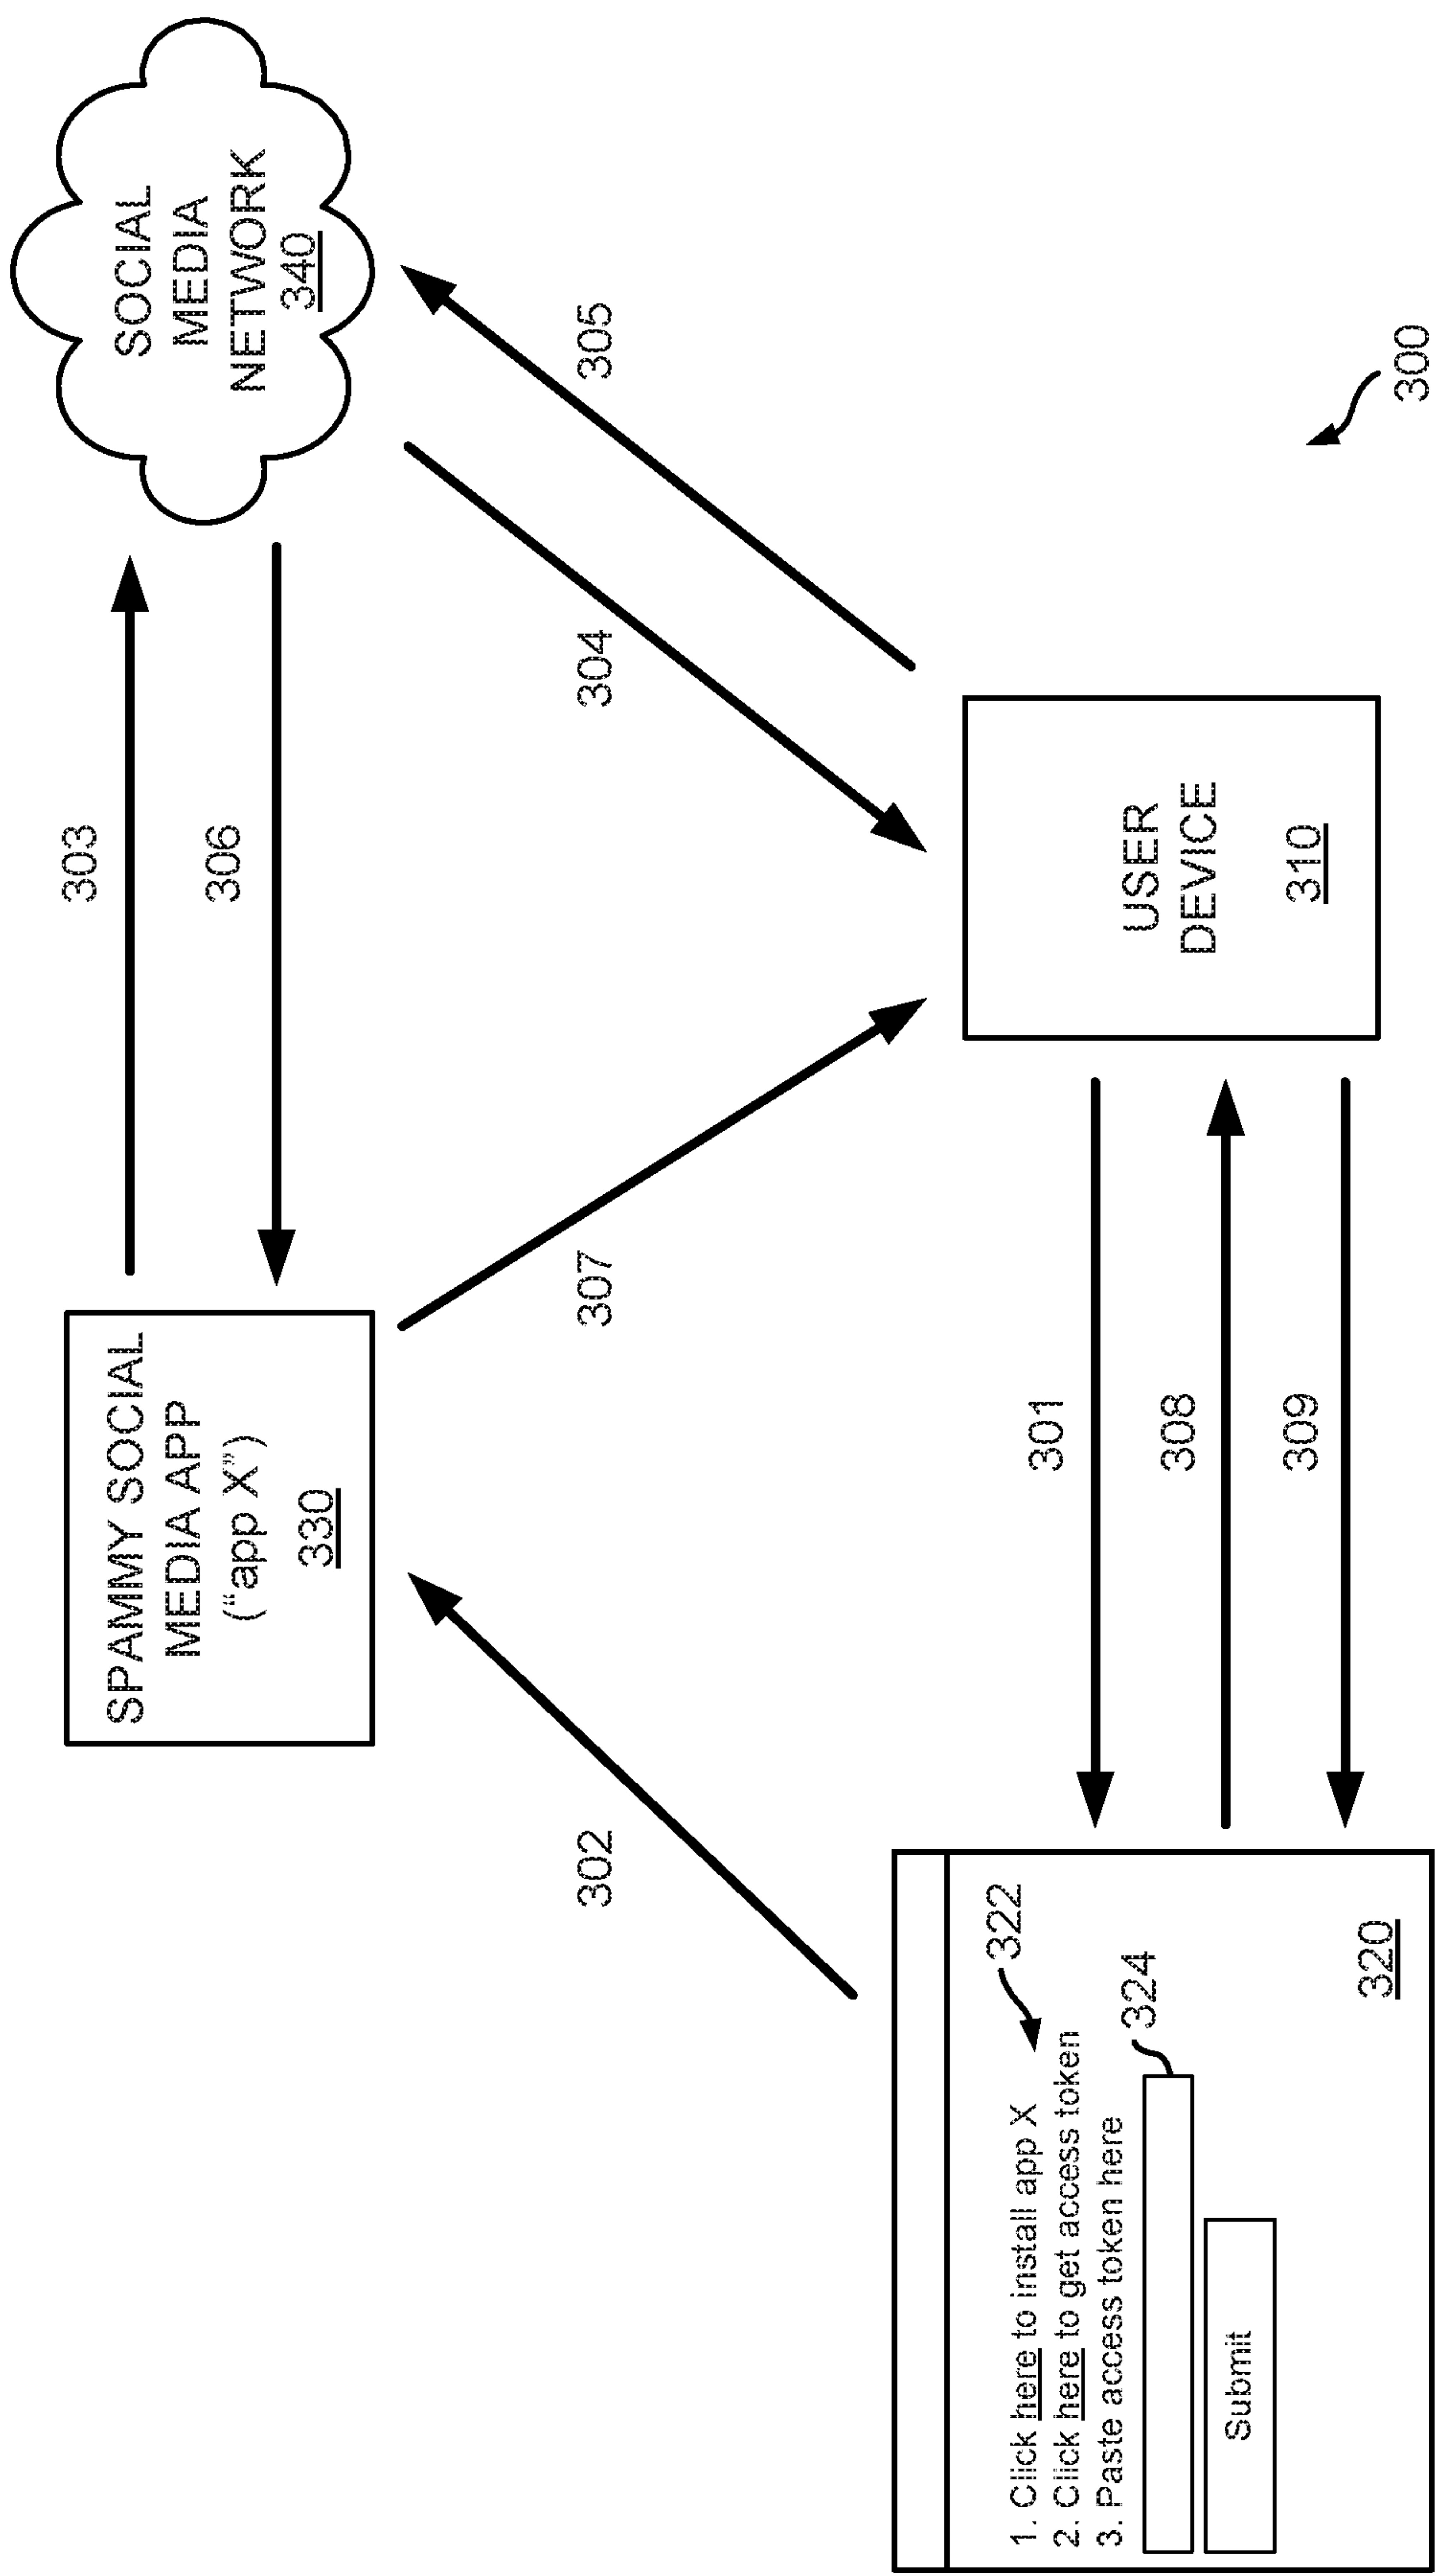 SPAMMY SOCIAL
MEDIA APP
("app X")
330
303
306
SOCIAL
MEDIA
NETWORK
340
302
307
304
305
1. Click here to install app X
2. Click here to get access token
3. Paste access token here
Submit
322
324
320
301
308
309
USER
DEVICE
310
300